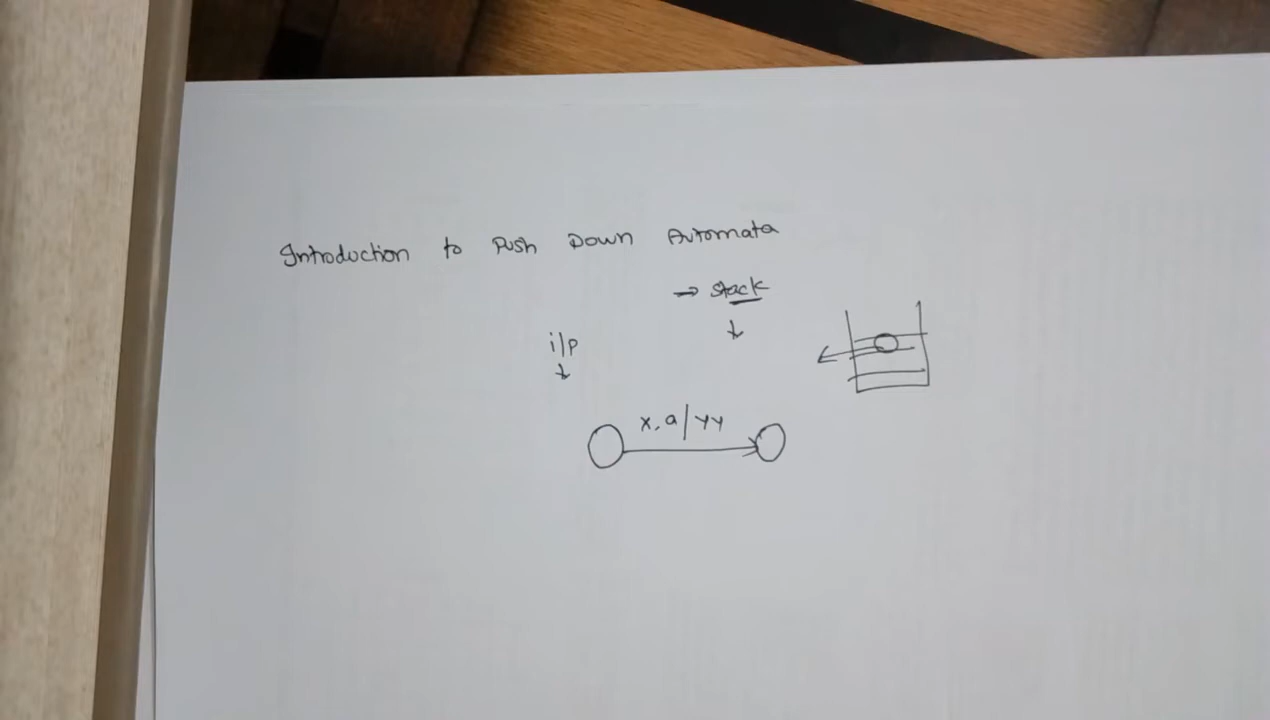 Introduction to Push Down Automata
→ stack
i/p
x, a/yy